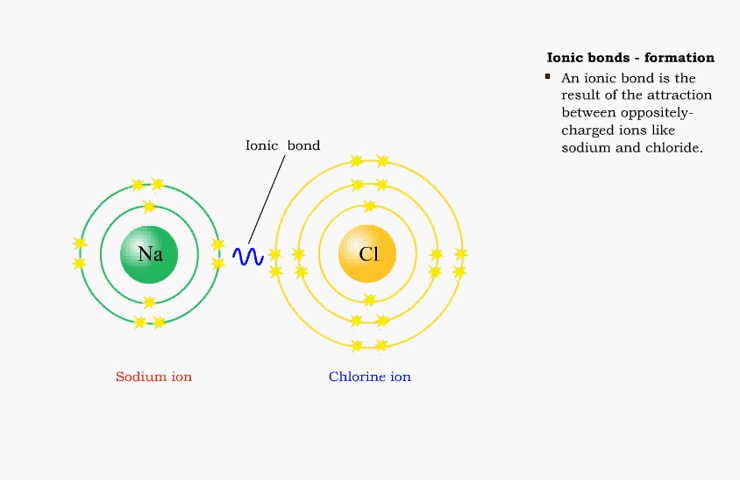 Ionic bonds - formation
An ionic bond is the
result of the attraction
between oppositely-
charged ions like
sodium and chloride.
Ionic bond
Na
Cl
Sodium ion
Chlorine ion